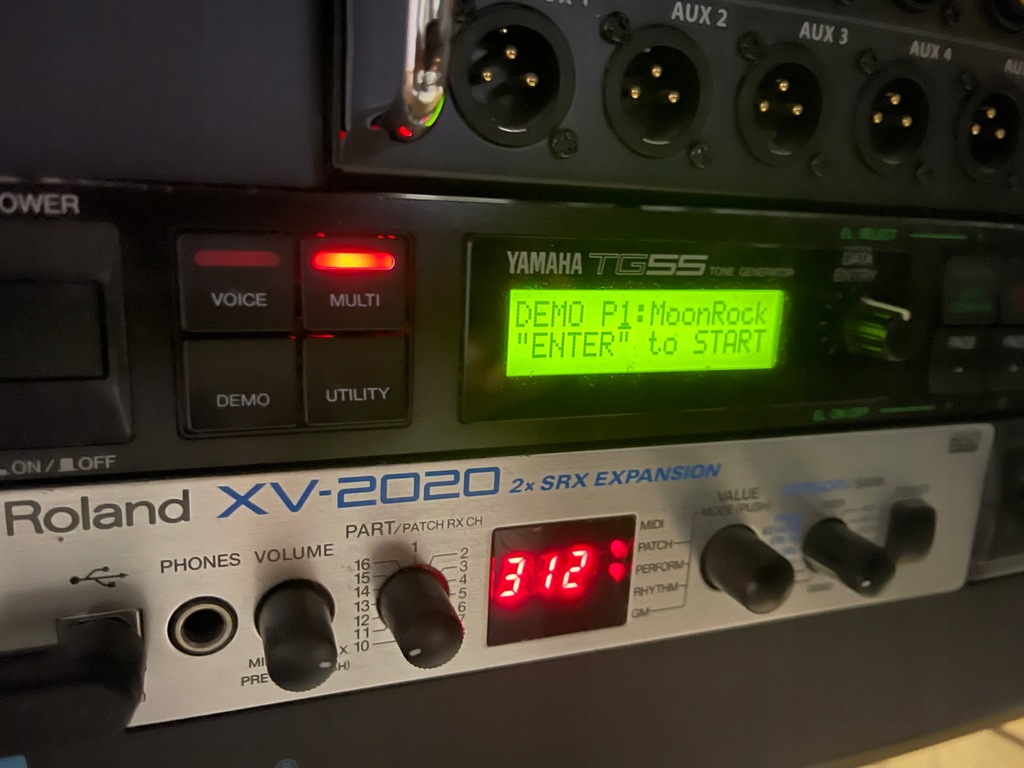 AUX 2
AUX 3
AUX 4
OWER
VOICE
MULTI
DEMO
UTILITY
ON / OFF
YAMAHA TG55 TONE GENERATOR
DEMO P1:MoonRock
"ENTER" to START
EL SELECT
DATA
ENTRY
Roland XV-2020 2x SRX EXPANSION
PHONES
VOLUME
PART/PATCH RX CH
1
2
3
4
5
6
7
16
15
14
13
12
11
10
312
MIDI
PATCH
PERFORM
RHYTHM
GM
VALUE
MODE (PUSH)